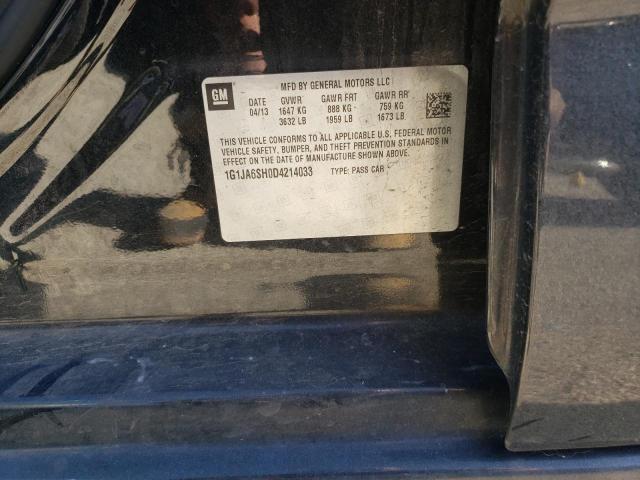 GM
MFD BY GENERAL MOTORS LLC
DATE GVWR GAWR FRT GAWR RR
04/13 1647 KG 888 KG 759 KG
3632 LB 1959 LB 1673 LB
THIS VEHICLE CONFORMS TO ALL APPLICABLE U.S. FEDERAL MOTOR
VEHICLE SAFETY, BUMPER, AND THEFT PREVENTION STANDARDS
IN EFFECT ON THE DATE OF MANUFACTURE SHOWN ABOVE.
1G1JA6SH0D4214033 TYPE: PASS CAR